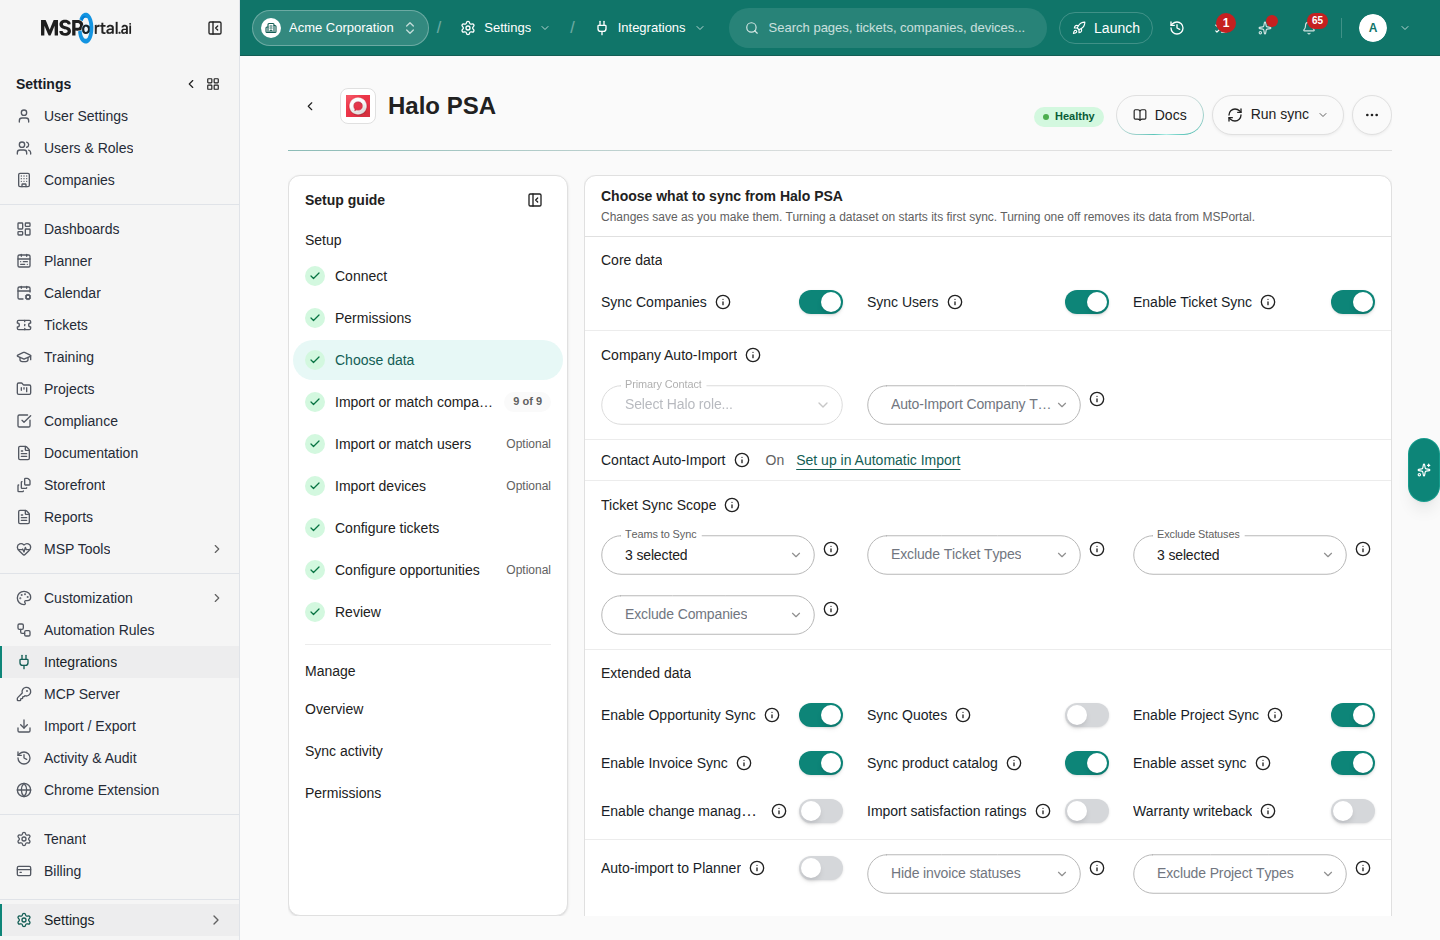 MSPortal.ai
Acme Corporation
/
Settings
/
Integrations
Search pages, tickets, companies, devices...
Launch
1
65
A
Settings
User Settings
Users & Roles
Companies
Dashboards
Planner
Calendar
Tickets
Training
Projects
Compliance
Documentation
Storefront
Reports
MSP Tools
Customization
Automation Rules
Integrations
MCP Server
Import / Export
Activity & Audit
Chrome Extension
Tenant
Billing
Settings
Halo PSA
Healthy
Docs
Run sync
Setup guide
Setup
Connect
Permissions
Choose data
Import or match compa… 9 of 9
Import or match users Optional
Import devices Optional
Configure tickets
Configure opportunities Optional
Review
Manage
Overview
Sync activity
Permissions
Choose what to sync from Halo PSA
Changes save as you make them. Turning a dataset on starts its first sync. Turning one off removes its data from MSPortal.
Core data
Sync Companies Sync Users Enable Ticket Sync
Company Auto-Import
Primary Contact
Select Halo role... Auto-Import Company T…
Contact Auto-Import On Set up in Automatic Import
Ticket Sync Scope
Teams to Sync Exclude Statuses
3 selected Exclude Ticket Types 3 selected
Exclude Companies
Extended data
Enable Opportunity Sync Sync Quotes Enable Project Sync
Enable Invoice Sync Sync product catalog Enable asset sync
Enable change manag… Import satisfaction ratings Warranty writeback
Auto-import to Planner Hide invoice statuses Exclude Project Types